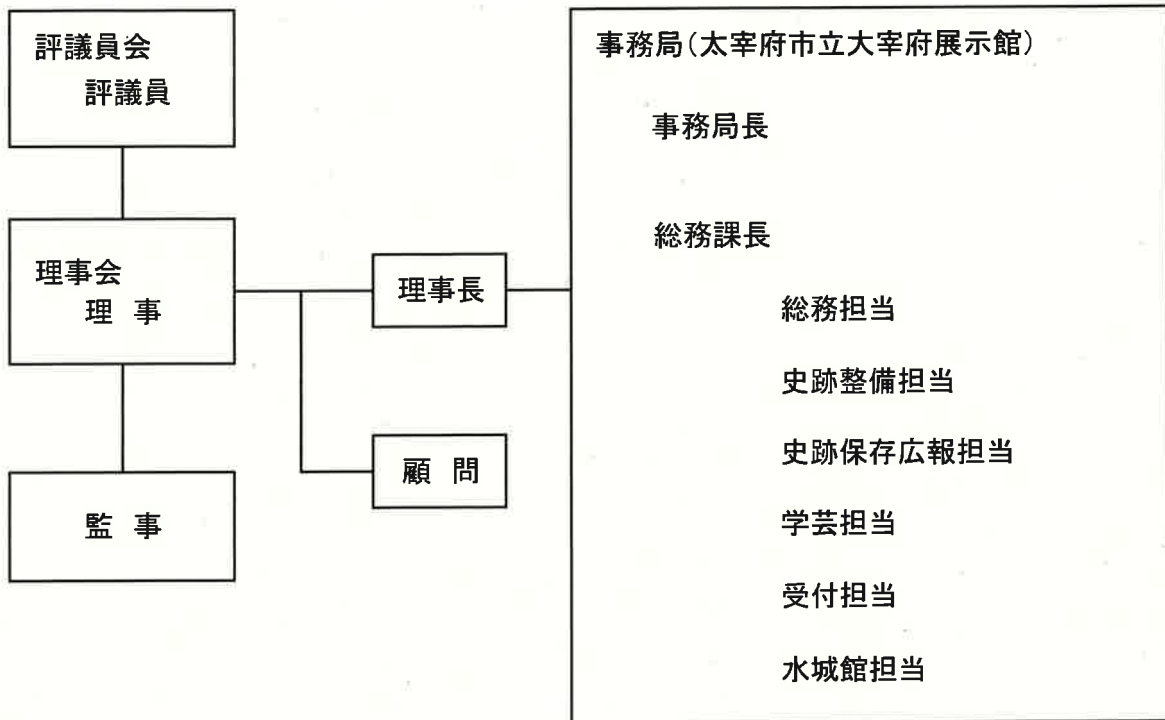 評議員会
評議員
理事会
理 事
監 事
理事長
顧 問
事務局(太宰府市立大宰府展示館)
事務局長
総務課長
総務担当
史跡整備担当
史跡保存広報担当
学芸担当
受付担当
水城館担当